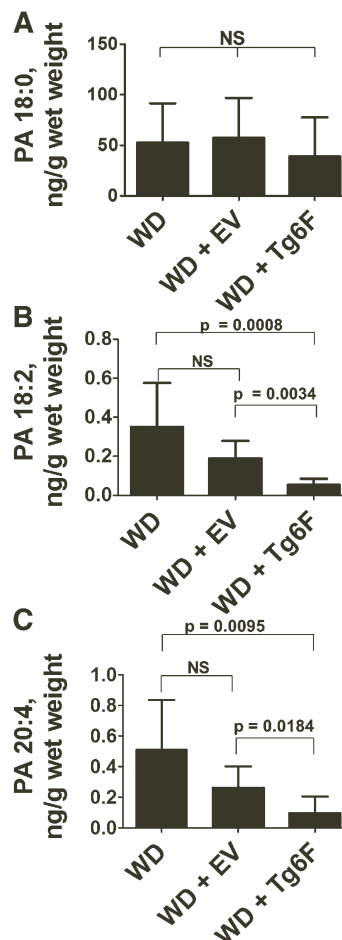 A
PA 18:0,
ng/g wet weight
NS
150
100
50
0
WD
WD + EV
WD + Tg6F
B
PA 18:2,
ng/g wet weight
p = 0.0008
NS
p = 0.0034
0.8
0.6
0.4
0.2
0.0
WD
WD + EV
WD + Tg6F
C
PA 20:4,
ng/g wet weight
p = 0.0095
NS
p = 0.0184
1.0
0.8
0.6
0.4
0.2
0.0
WD
WD + EV
WD + Tg6F